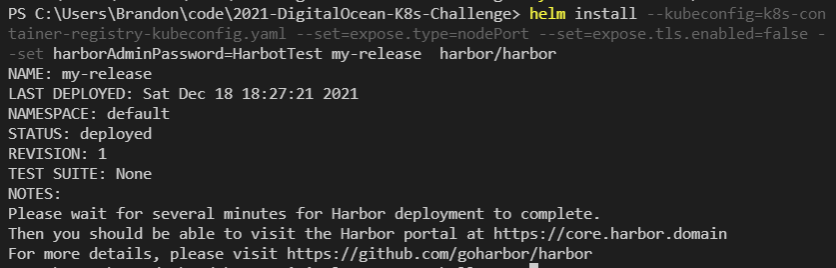 PS C:\Users\Brandon\code\2021-DigitalOcean-K8s-Challenge> helm install --kubeconfig=k8s-con
tainer-registry-kubeconfig.yaml --set=expose.type=nodePort --set=expose.tls.enabled=false -
-set harborAdminPassword=HarbotTest my-release  harbor/harbor
NAME: my-release
LAST DEPLOYED: Sat Dec 18 18:27:21 2021
NAMESPACE: default
STATUS: deployed
REVISION: 1
TEST SUITE: None
NOTES:
Please wait for several minutes for Harbor deployment to complete.
Then you should be able to visit the Harbor portal at https://core.harbor.domain
For more details, please visit https://github.com/goharbor/harbor